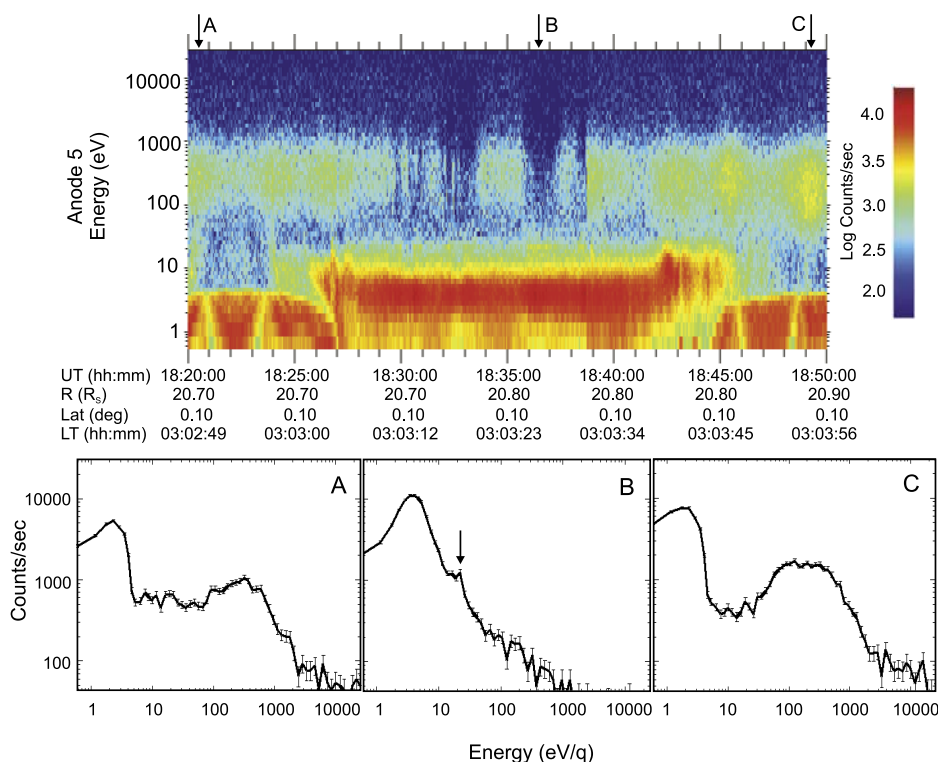 A B C
Anode 5
Energy (eV)
10000
1000
100
10
1
4.0
3.5
3.0
2.5
2.0
Log Counts/sec
UT (hh:mm) 18:20:00 18:25:00 18:30:00 18:35:00 18:40:00 18:45:00 18:50:00
R (Rs) 20.70 20.70 20.70 20.80 20.80 20.80 20.90
Lat (deg) 0.10 0.10 0.10 0.10 0.10 0.10 0.10
LT (hh:mm) 03:02:49 03:03:00 03:03:12 03:03:23 03:03:34 03:03:45 03:03:56
A B C
Counts/sec
10000
1000
100
1 10 100 1000 10000 1 10 100 1000 10000 1 10 100 1000 10000
Energy (eV/q)